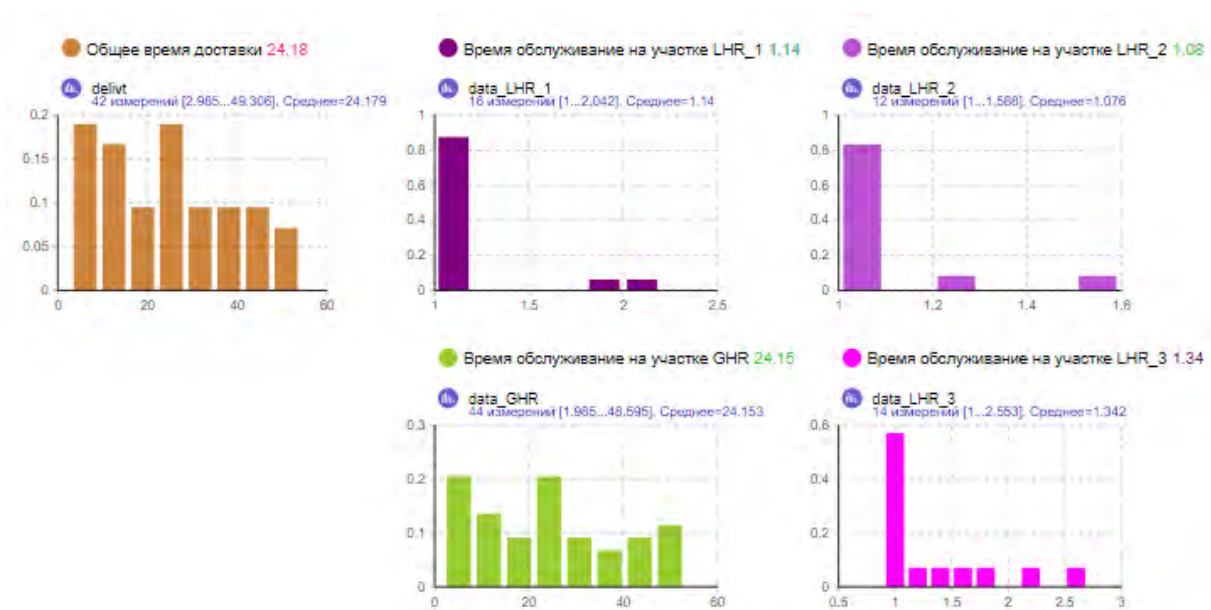 Общее время доставки 24.18
delivt
42 измерений [2.965...49.306]. Среднее=24.179
0.2
0.15
0.1
0.05
0
0 20 40 60
Время обслуживание на участке LHR_1 1.14
data_LHR_1
16 измерений [1...2.042]. Среднее=1.14
1
0.8
0.6
0.4
0.2
0
1 1.5 2 2.5
Время обслуживание на участке LHR_2 1.08
data_LHR_2
12 измерений [1...1.568]. Среднее=1.076
1
0.8
0.6
0.4
0.2
0
1 1.2 1.4 1.6
Время обслуживание на участке GHR 24.15
data_GHR
44 измерений [1.985...48.595]. Среднее=24.153
0.3
0.2
0.1
0
0 20 40 60
Время обслуживание на участке LHR_3 1.34
data_LHR_3
14 измерений [1...2.553]. Среднее=1.342
0.6
0.4
0.2
0
0.5 1 1.5 2 2.5 3